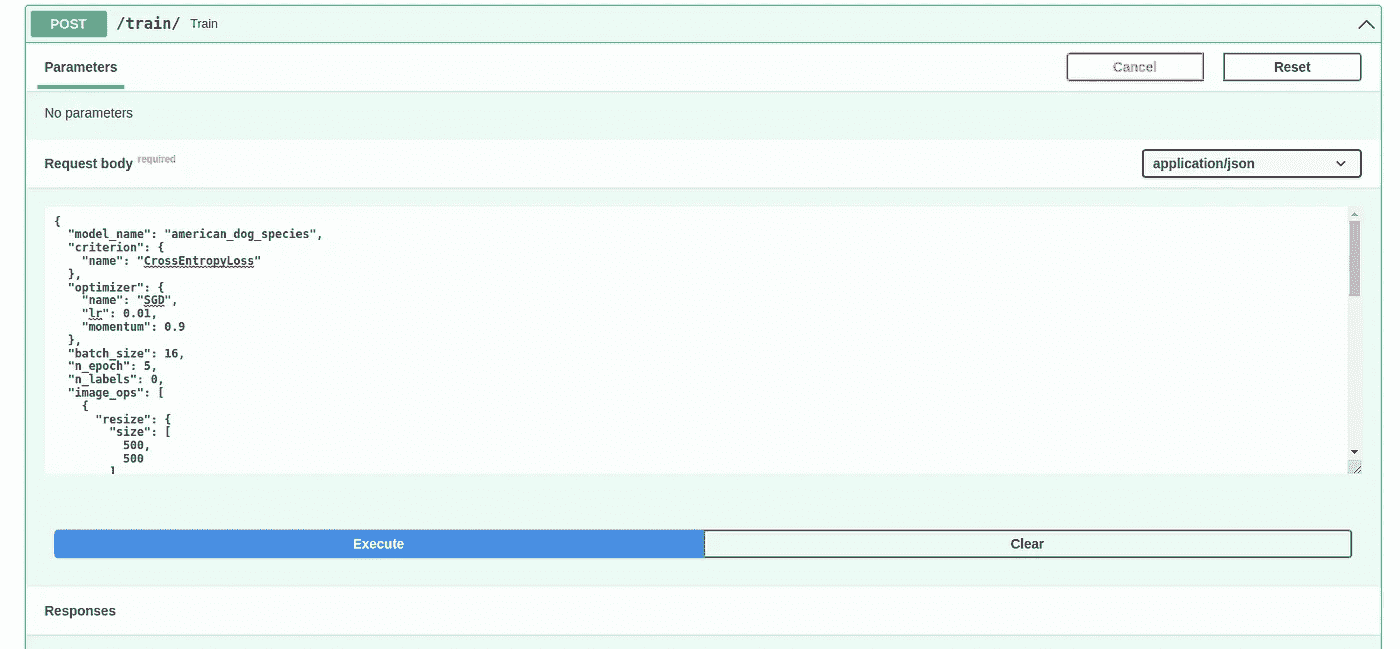 POST /train/ Train
Parameters
Cancel
Reset
No parameters
Request body required
application/json
{
"model_name": "american_dog_species",
"criterion": {
"name": "CrossEntropyLoss"
},
"optimizer": {
"name": "SGD",
"lr": 0.01,
"momentum": 0.9
},
"batch_size": 16,
"n_epoch": 5,
"n_labels": 0,
"image_ops": [
{
"resize": {
"size": [
500,
500
]
Execute
Clear
Responses